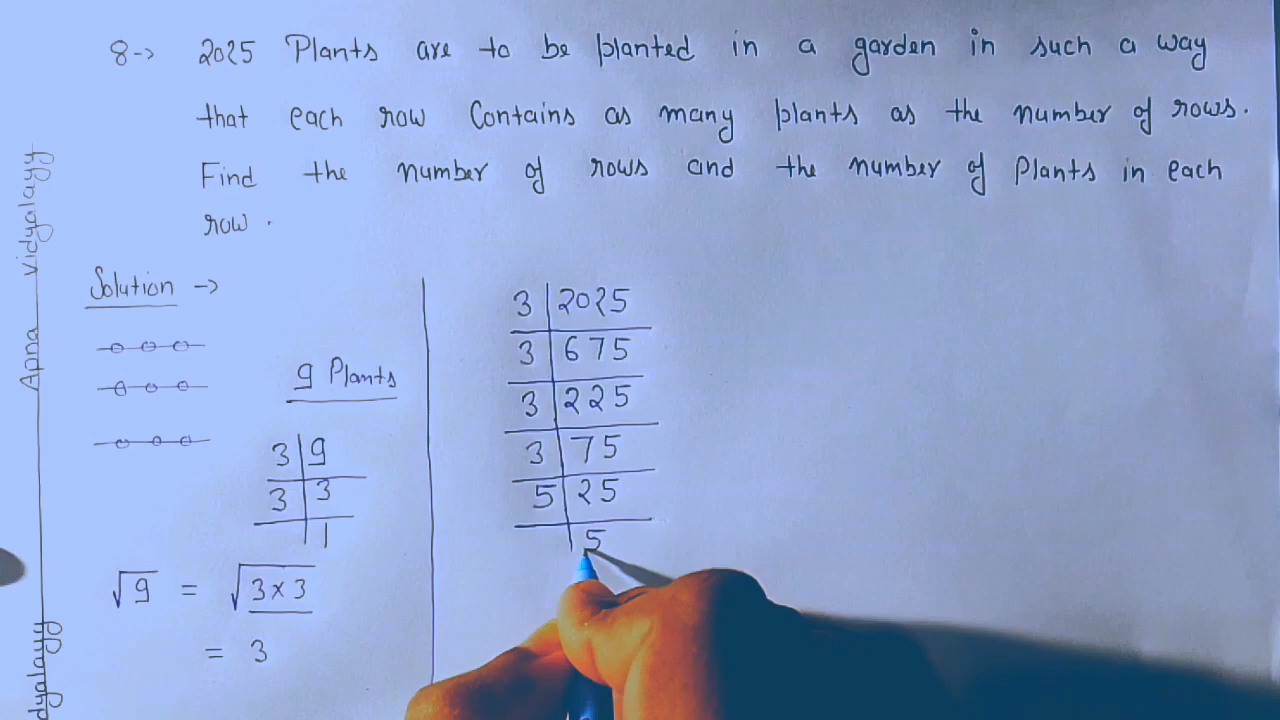 8-> 2025 Plants are to be planted in a garden in such a way
that each row Contains as many plants as the number of rows.
Find the number of rows and the number of Plants in each
row.
Solution ->
9 Plants
3 9
3 3
1
√9 = √3×3
= 3
3 2025
3 675
3 225
3 75
5 25
5
Apna vidyalayy
dyalayy